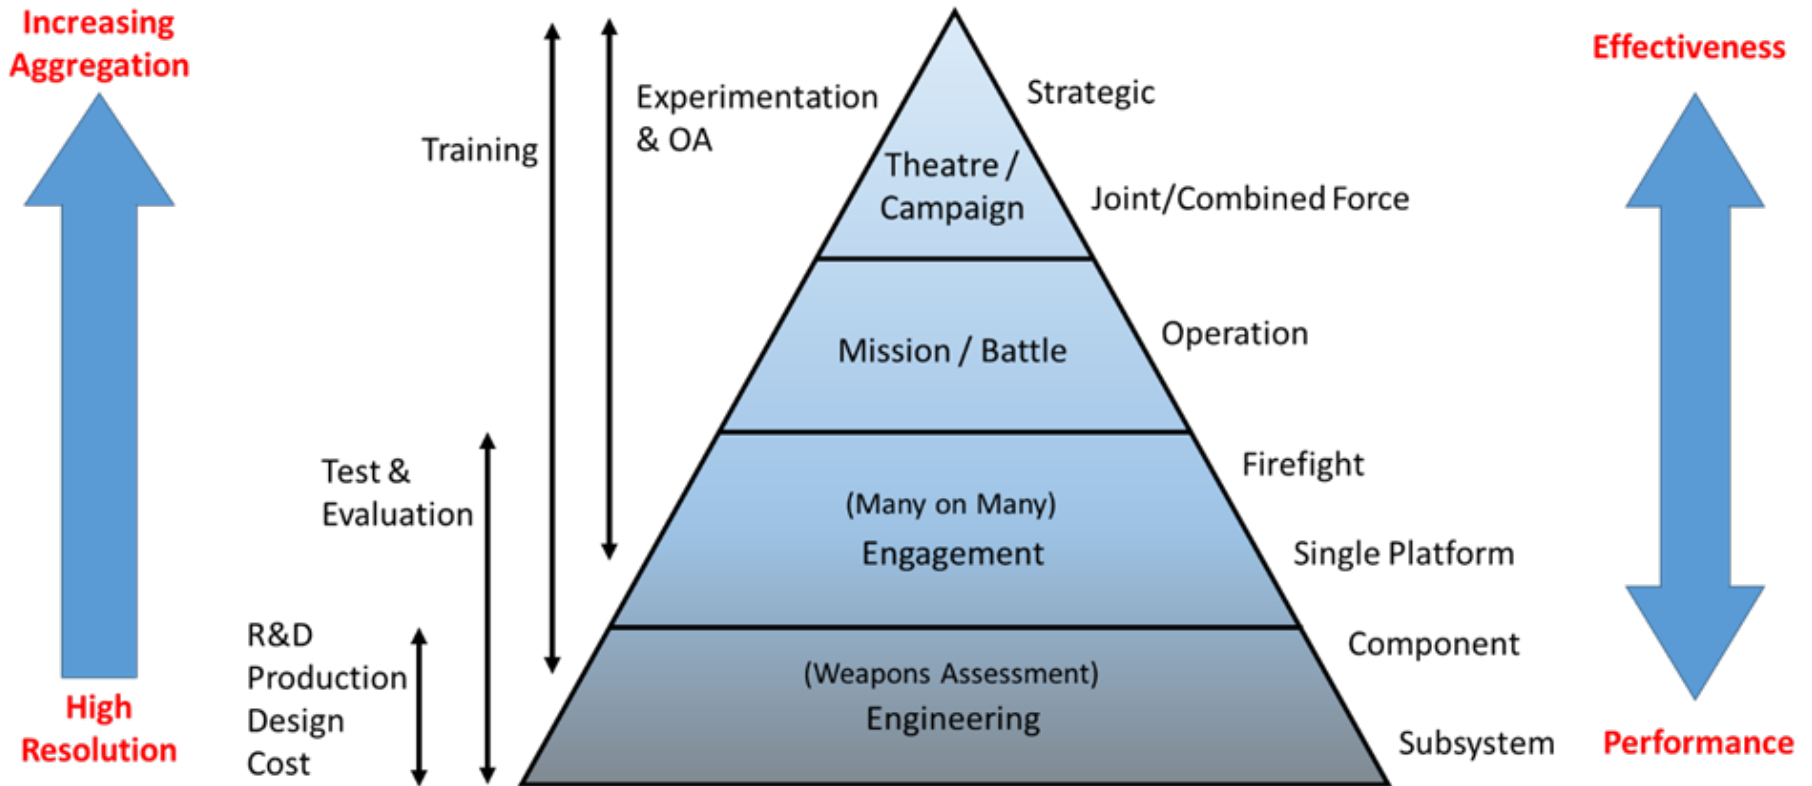 Increasing
Aggregation
High
Resolution
Training
Experimentation
& OA
Test &
Evaluation
R&D
Production
Design
Cost
Theatre /
Campaign
Mission / Battle
(Many on Many)
Engagement
(Weapons Assessment)
Engineering
Strategic
Joint/Combined Force
Operation
Firefight
Single Platform
Component
Subsystem
Effectiveness
Performance